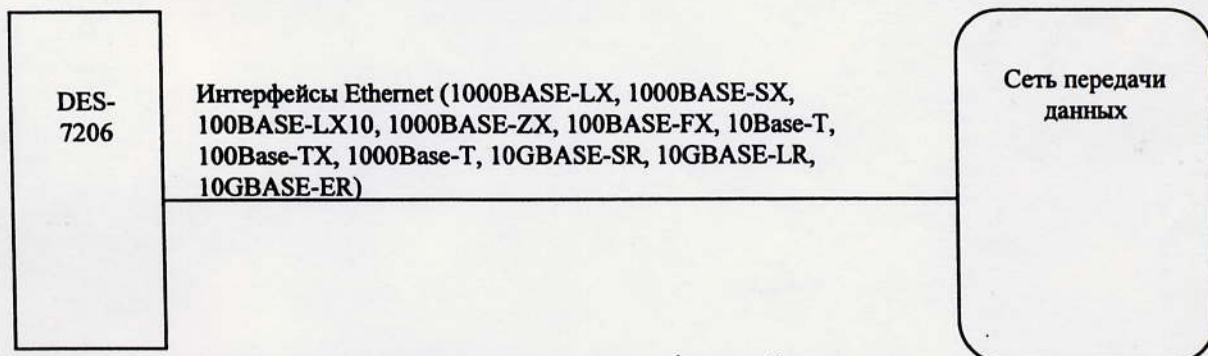 DES-
7206
Интерфейсы Ethernet (1000BASE-LX, 1000BASE-SX,
100BASE-LX10, 1000BASE-ZX, 100BASE-FX, 10Base-T,
100Base-TX, 1000Base-T, 10GBASE-SR, 10GBASE-LR,
10GBASE-ER)
Сеть передачи
данных